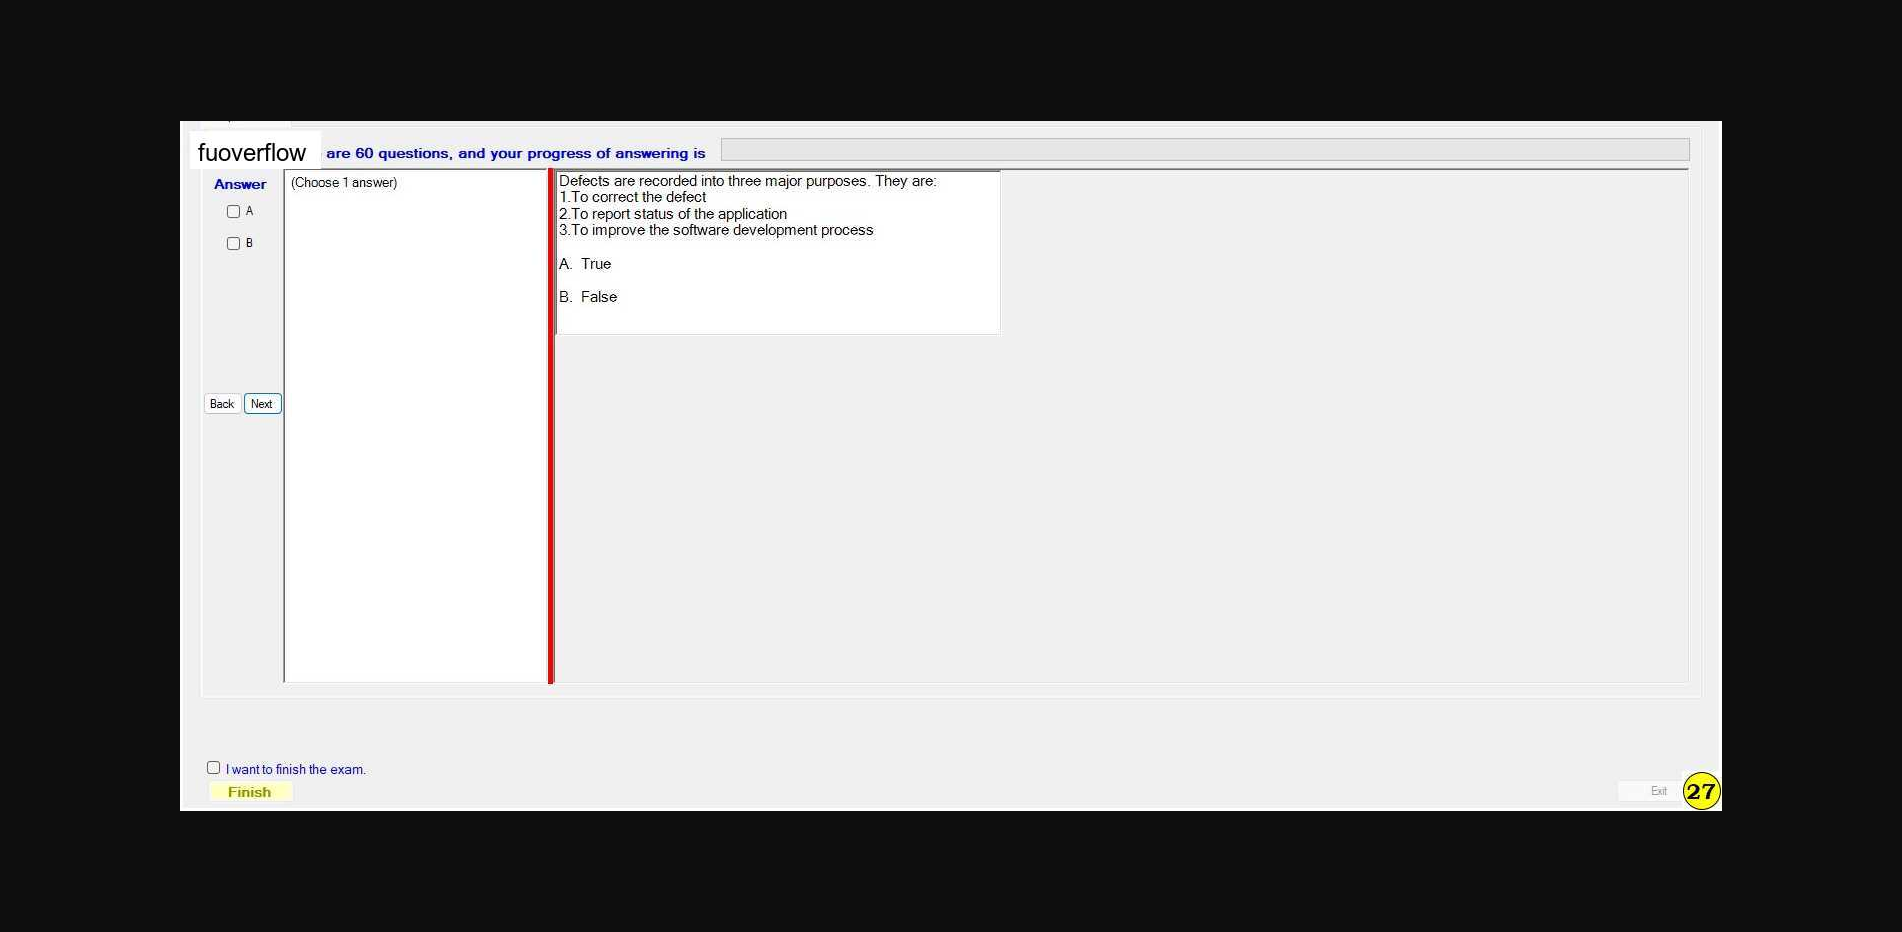 fuoverflow are 60 questions, and your progress of answering is
Answer
A
B
Back Next
(Choose 1 answer)
Defects are recorded into three major purposes. They are:
1.To correct the defect
2.To report status of the application
3.To improve the software development process
A. True
B. False
I want to finish the exam.
Finish
Exit
27